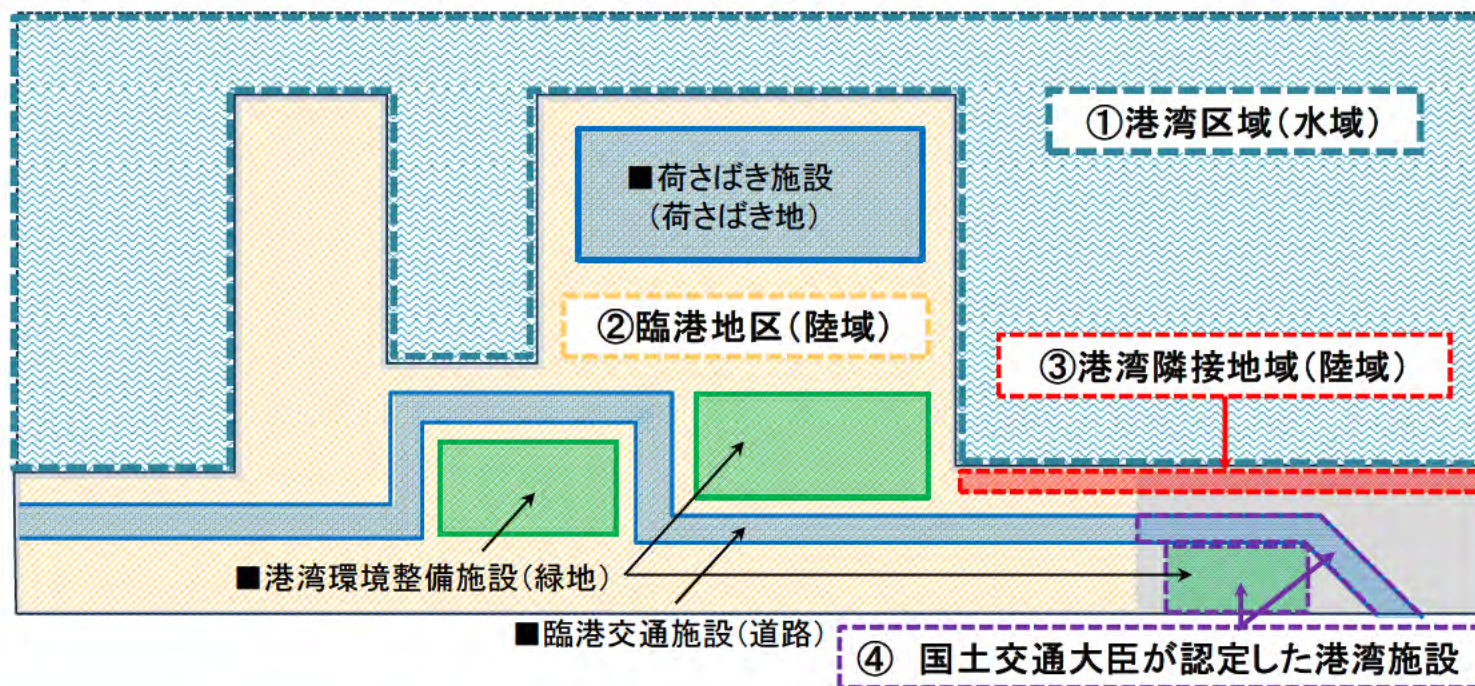 ①港湾区域(水域)
■荷さばき施設
(荷さばき地)
②臨港地区(陸域)
③港湾隣接地域(陸域)
■港湾環境整備施設(緑地)
■臨港交通施設(道路)
④ 国土交通大臣が認定した港湾施設